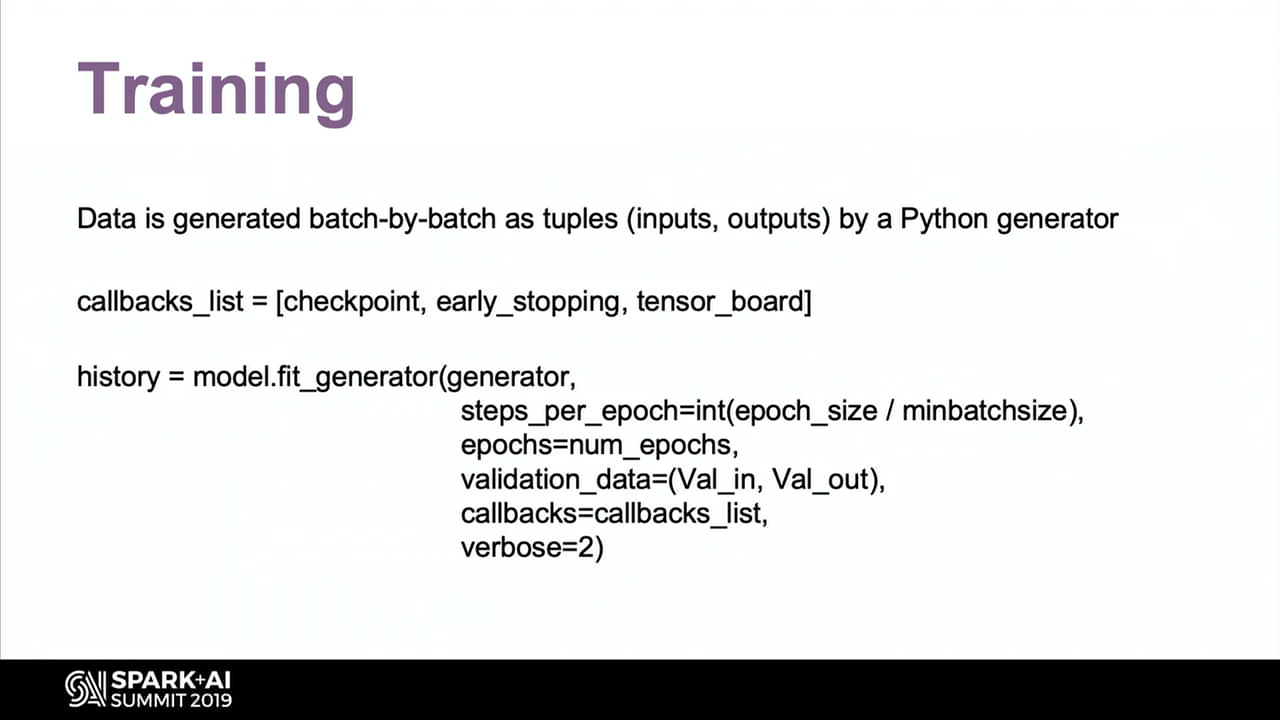 Training
Data is generated batch-by-batch as tuples (inputs, outputs) by a Python generator
callbacks_list = [checkpoint, early_stopping, tensor_board]
history = model.fit_generator(generator,
steps_per_epoch=int(epoch_size / minbatchsize),
epochs=num_epochs,
validation_data=(Val_in, Val_out),
callbacks=callbacks_list,
verbose=2)
SPARK+AI
SUMMIT 2019